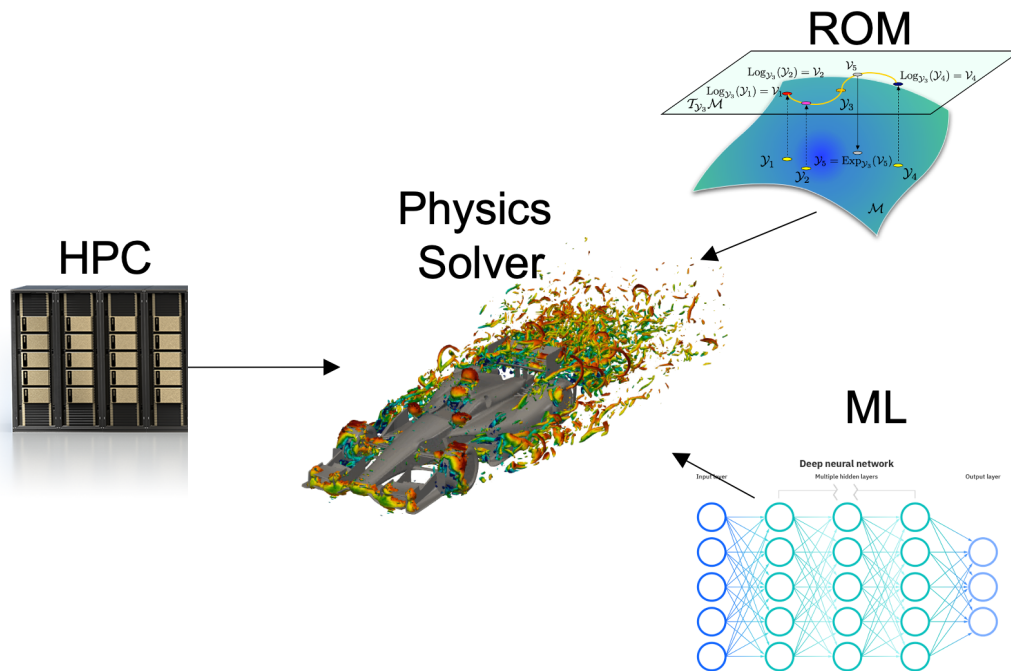 ROM
Log𝒴₃(𝒴₂) = 𝒱₂
𝒱₅
Log𝒴₃(𝒴₄) = 𝒱₄
Log𝒴₃(𝒴₁) = 𝒱₁
𝒯𝒴₃ℳ
𝒴₃
𝒴₁
𝒴₂
𝒴₅ = Exp𝒴₃(𝒱₅)
𝒴₄
ℳ
Physics
Solver
HPC
ML
Deep neural network
Input layer
Multiple hidden layers
Output layer